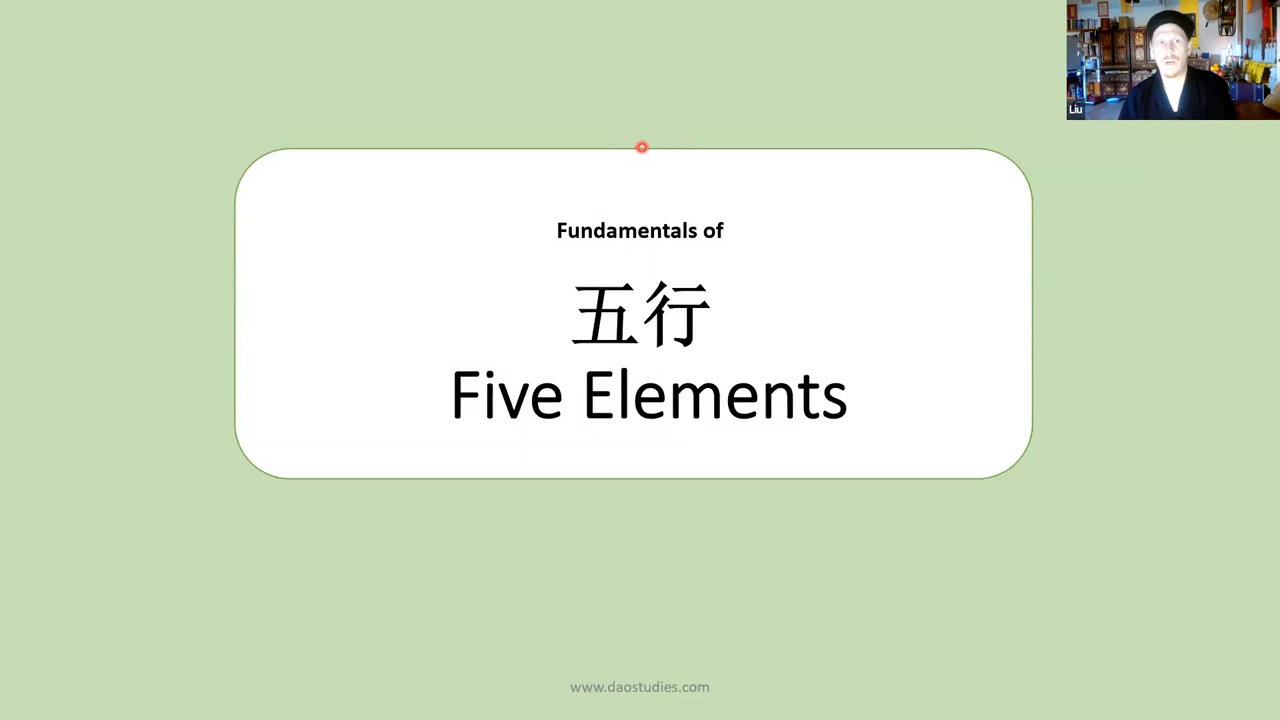 Liu
Fundamentals of
五行
Five Elements
www.daostudies.com